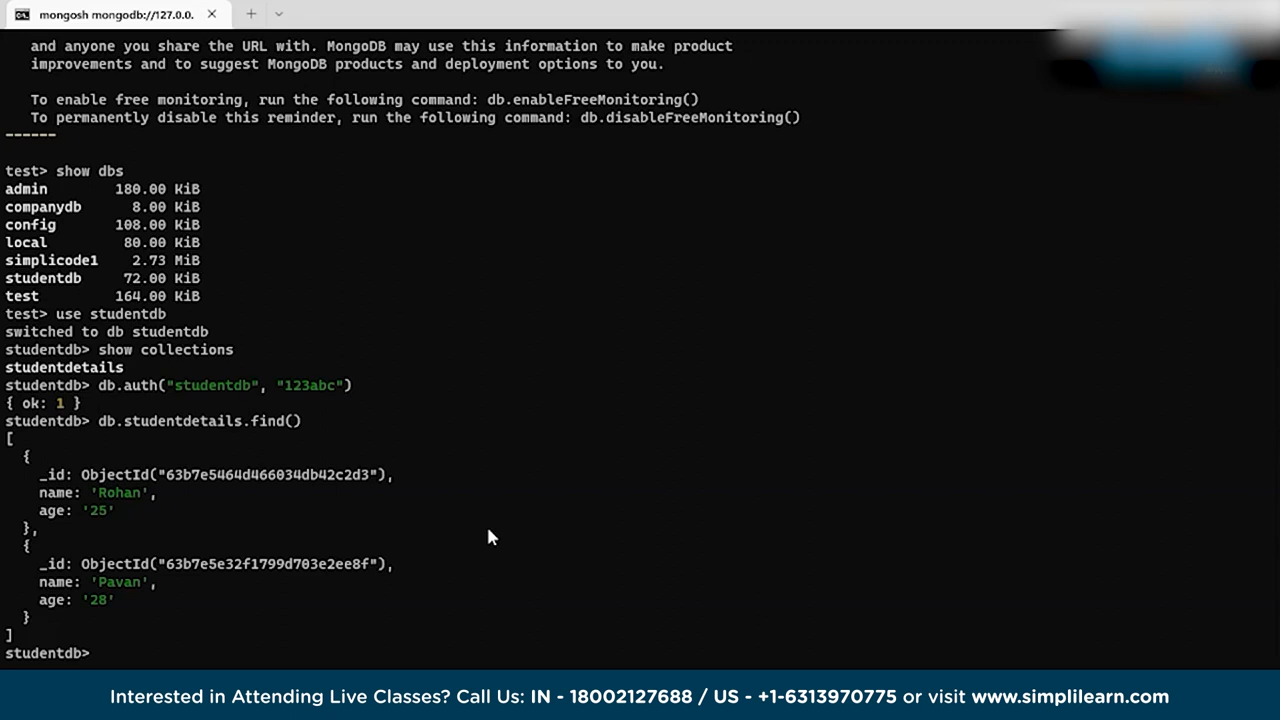 mongosh mongodb://127.0.0.
and anyone you share the URL with. MongoDB may use this information to make product
improvements and to suggest MongoDB products and deployment options to you.
To enable free monitoring, run the following command: db.enableFreeMonitoring()
To permanently disable this reminder, run the following command: db.disableFreeMonitoring()
------
test> show dbs
admin 180.00 KiB
companydb 8.00 KiB
config 108.00 KiB
local 80.00 KiB
simplicode1 2.73 MiB
studentdb 72.00 KiB
test 164.00 KiB
test> use studentdb
switched to db studentdb
studentdb> show collections
studentdetails
studentdb> db.auth("studentdb", "123abc")
{ ok: 1 }
studentdb> db.studentdetails.find()
[
{
_id: ObjectId("63b7e5464d466034db42c2d3"),
name: 'Rohan',
age: '25'
},
{
_id: ObjectId("63b7e5e32f1799d703e2ee8f"),
name: 'Pavan',
age: '28'
}
]
studentdb>
Interested in Attending Live Classes? Call Us: IN - 18002127688 / US - +1-6313970775 or visit www.simplilearn.com